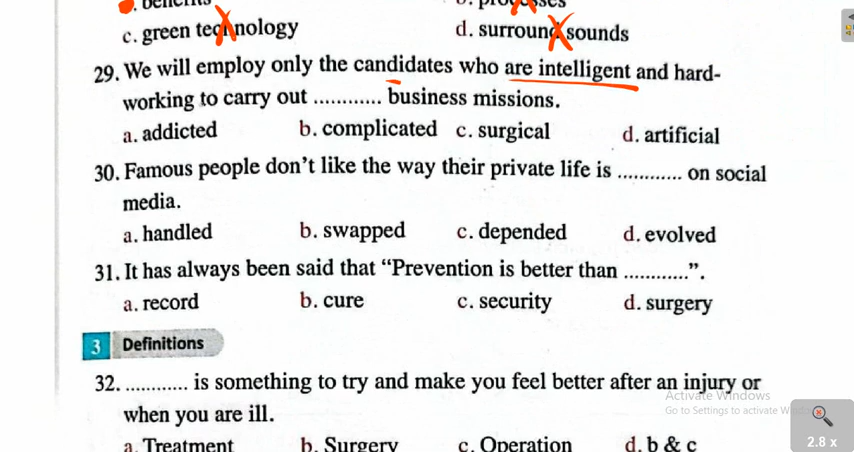 c. green technology d. surround sounds
29. We will employ only the candidates who are intelligent and hard-
working to carry out ............ business missions.
a. addicted b. complicated c. surgical d. artificial
30. Famous people don't like the way their private life is ............ on social
media.
a. handled b. swapped c. depended d. evolved
31. It has always been said that “Prevention is better than ............”.
a. record b. cure c. security d. surgery
3 Definitions
32. ............ is something to try and make you feel better after an injury or
when you are ill.
a. Treatment b. Surgery c. Operation d. b & c
Activate Windows
Go to Settings to activate
2.8 x